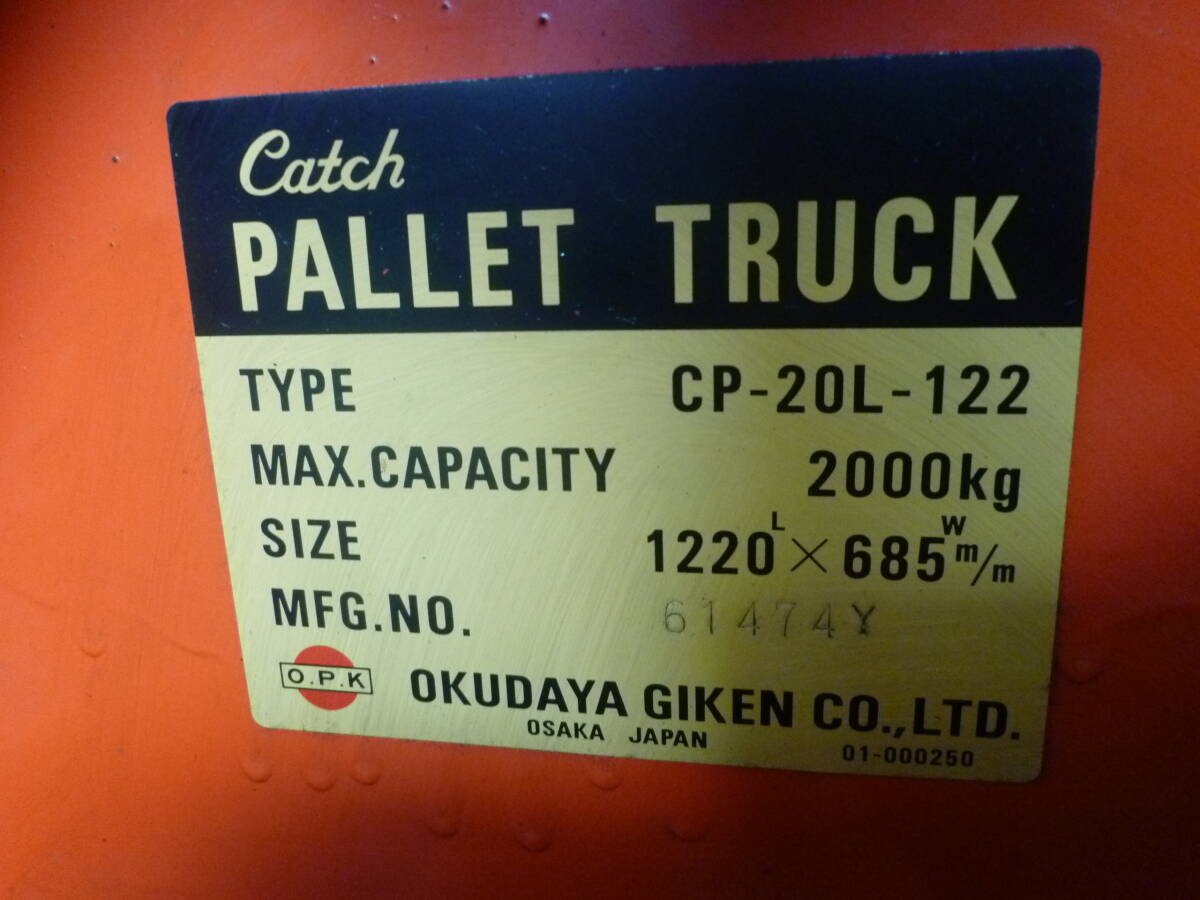 Catch
PALLET TRUCK
TYPE CP-20L-122
MAX.CAPACITY 2000kg
SIZE 1220L×685W m/m
MFG.NO. 61474Y
O.P.K OKUDAYA GIKEN CO.,LTD.
OSAKA JAPAN
01-000250